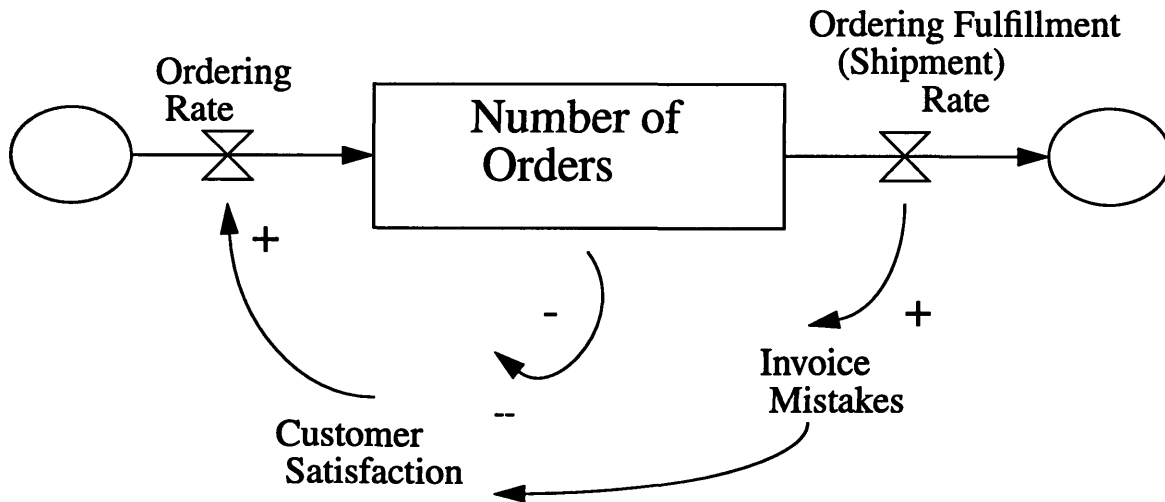 Ordering
Rate
Number of
Orders
Ordering Fulfillment
(Shipment)
Rate
+
-
+
--
Invoice
Mistakes
Customer
Satisfaction